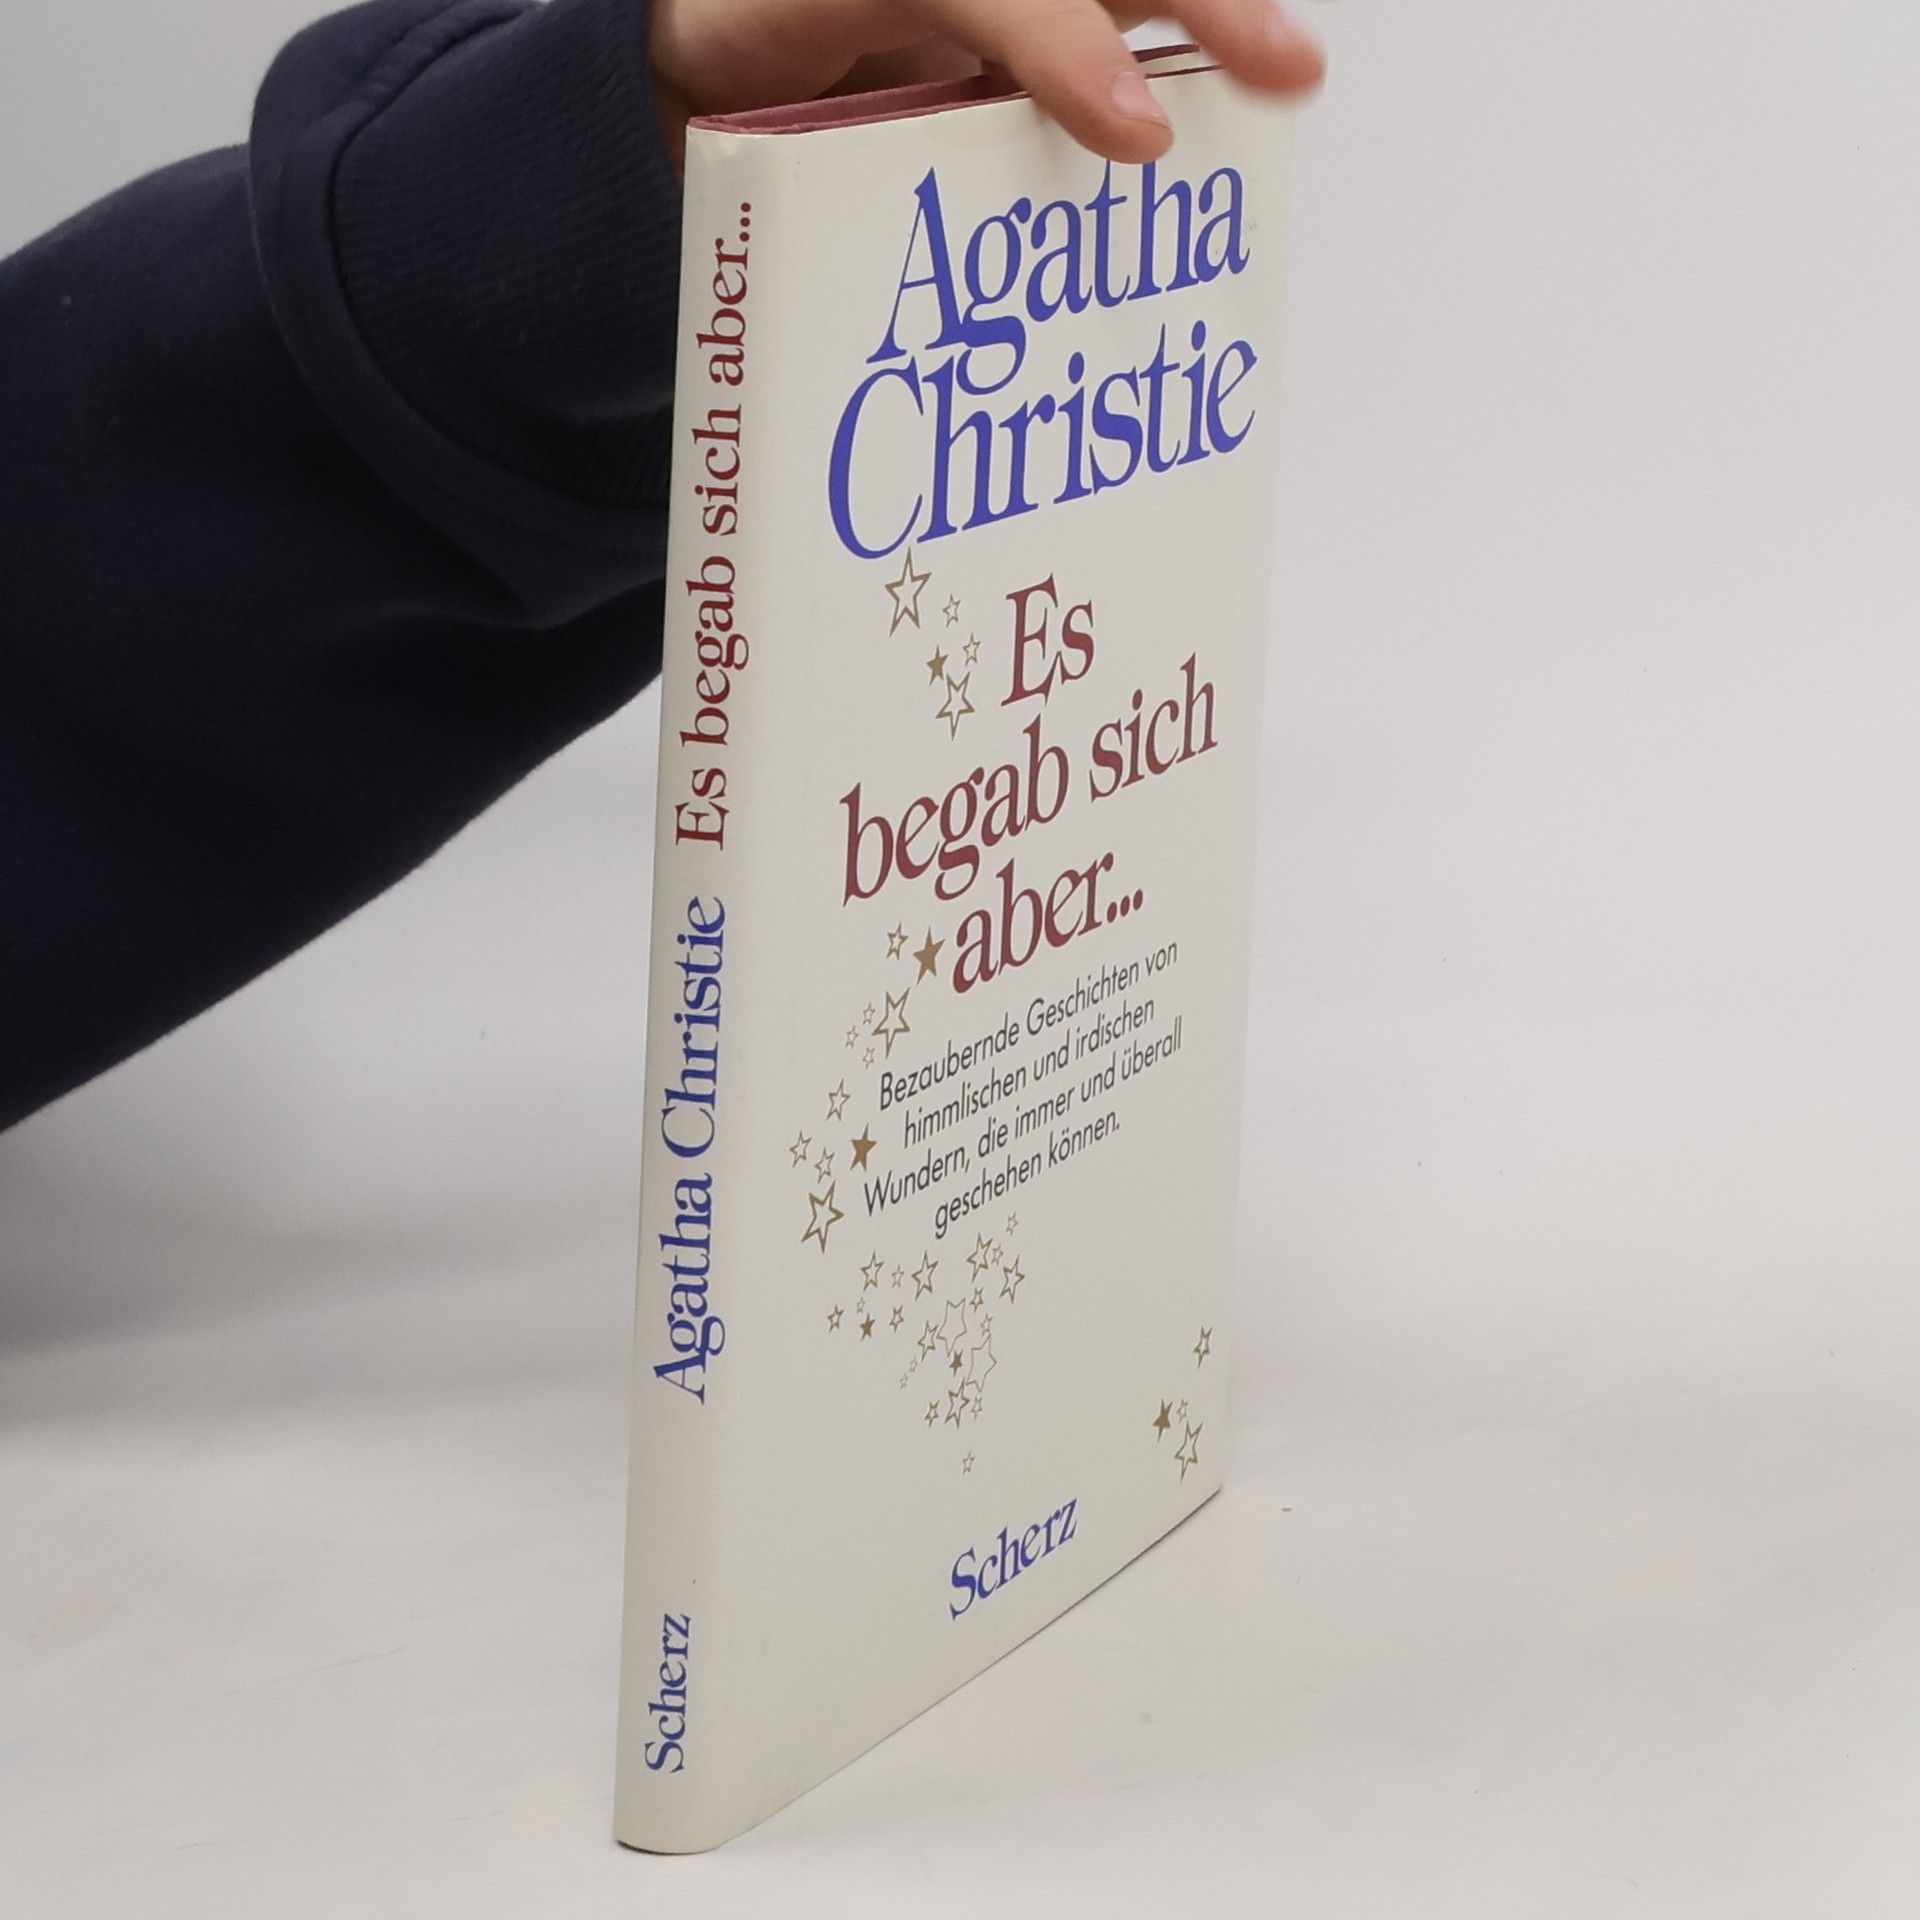 Agatha
Christie
Es
begab sich
aber...
Bezaubernde Geschichten von
himmlischen und irdischen
Wundern, die immer und überall
geschehen können.
Scherz
Scherz Agatha Christie Es begab sich aber...